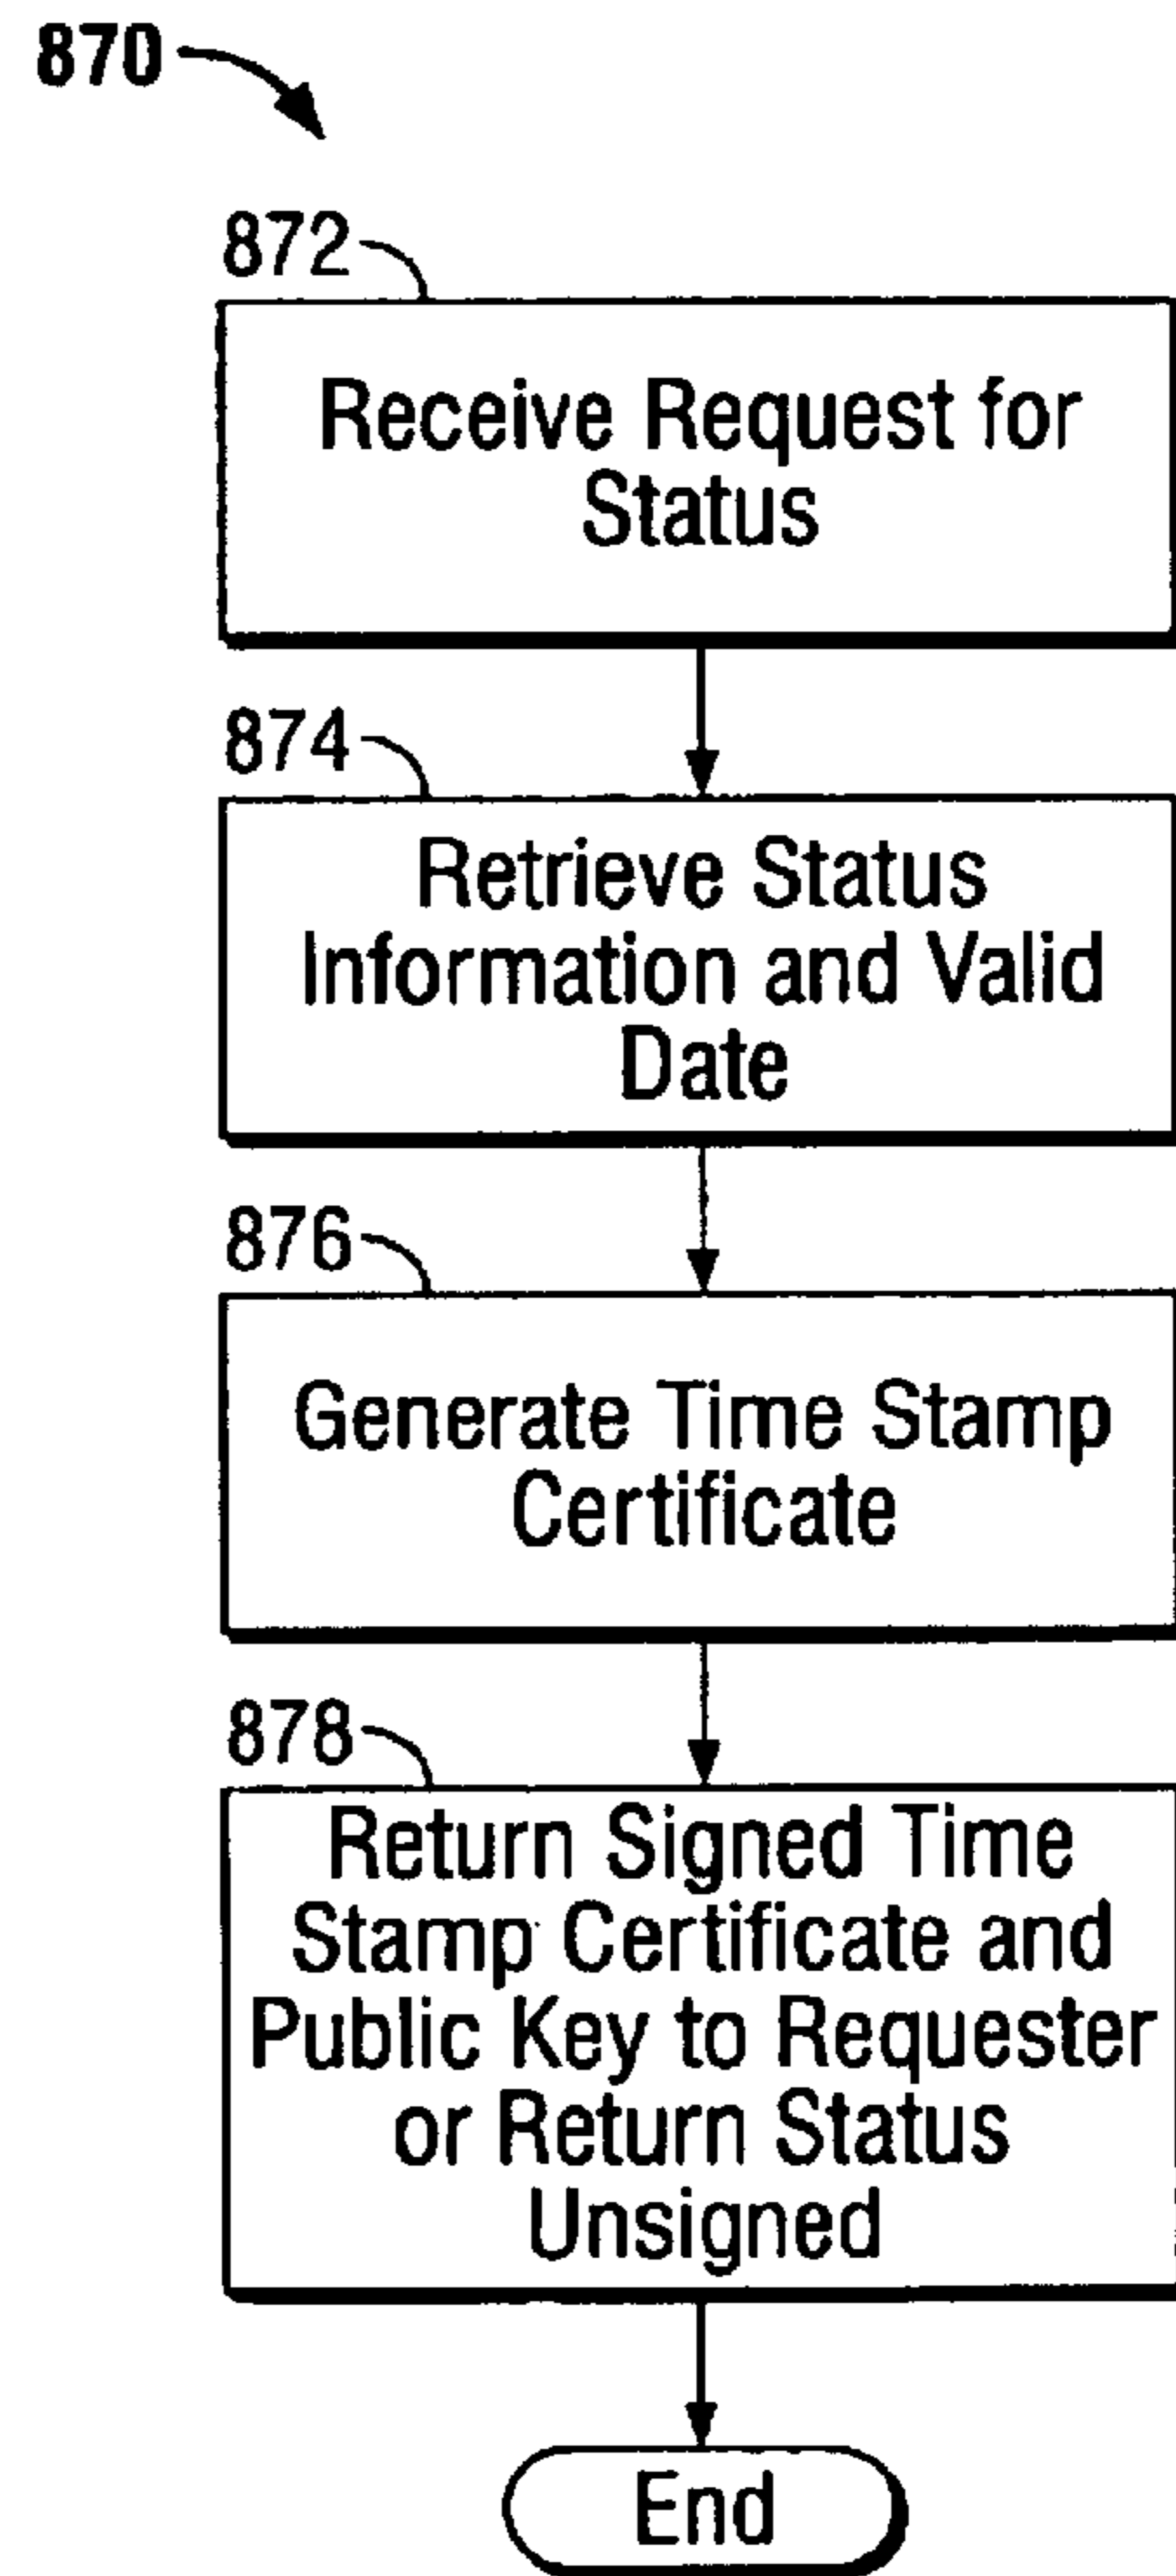 870
872
Receive Request for
Status
874
Retrieve Status
Information and Valid
Date
876
Generate Time Stamp
Certificate
878
Return Signed Time
Stamp Certificate and
Public Key to Requester
or Return Status
Unsigned
End